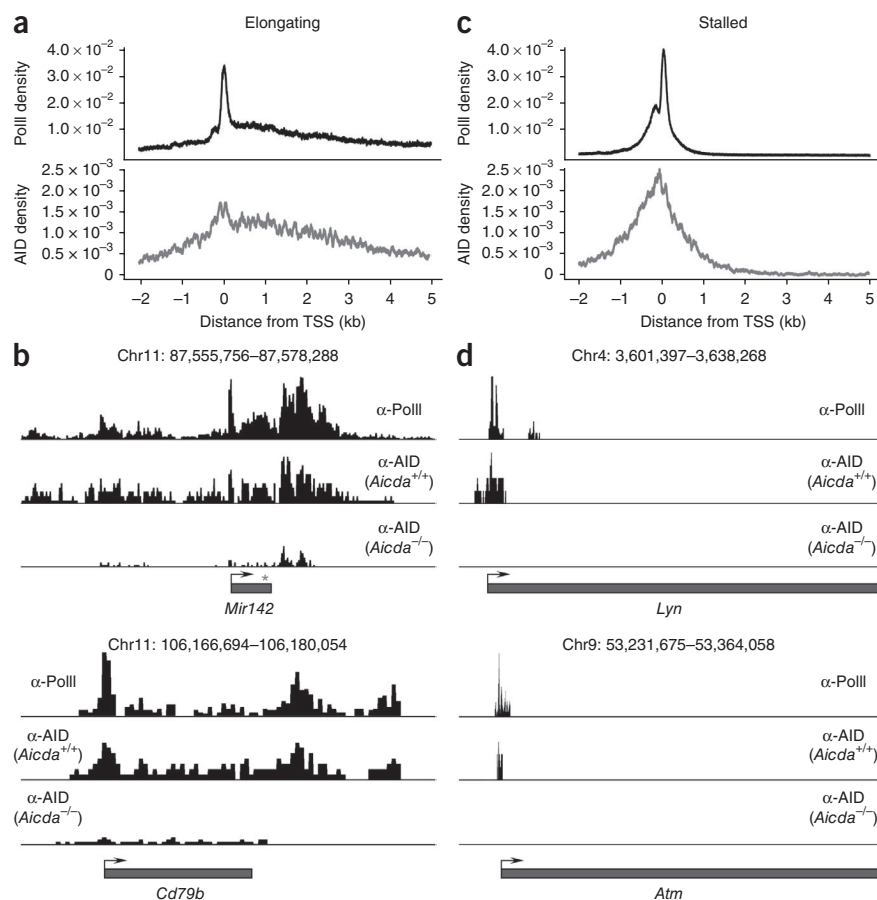 a
Elongating
PolII density
4.0 × 10⁻²
3.0 × 10⁻²
2.0 × 10⁻²
1.0 × 10⁻²
AID density
2.5 × 10⁻³
2.0 × 10⁻³
1.5 × 10⁻³
1.0 × 10⁻³
0.5 × 10⁻³
0
−2 −1 0 1 2 3 4 5
Distance from TSS (kb)
c
Stalled
PolII density
4.0 × 10⁻²
3.0 × 10⁻²
2.0 × 10⁻²
1.0 × 10⁻²
AID density
2.5 × 10⁻³
2.0 × 10⁻³
1.5 × 10⁻³
1.0 × 10⁻³
0.5 × 10⁻³
0
−2 −1 0 1 2 3 4 5
Distance from TSS (kb)
b
Chr11: 87,555,756–87,578,288
α-PolII
α-AID
(Aicda⁺/⁺)
α-AID
(Aicda⁻/⁻)
*
Mir142
Chr11: 106,166,694–106,180,054
α-PolII
α-AID
(Aicda⁺/⁺)
α-AID
(Aicda⁻/⁻)
Cd79b
d
Chr4: 3,601,397–3,638,268
α-PolII
α-AID
(Aicda⁺/⁺)
α-AID
(Aicda⁻/⁻)
Lyn
Chr9: 53,231,675–53,364,058
α-PolII
α-AID
(Aicda⁺/⁺)
α-AID
(Aicda⁻/⁻)
Atm